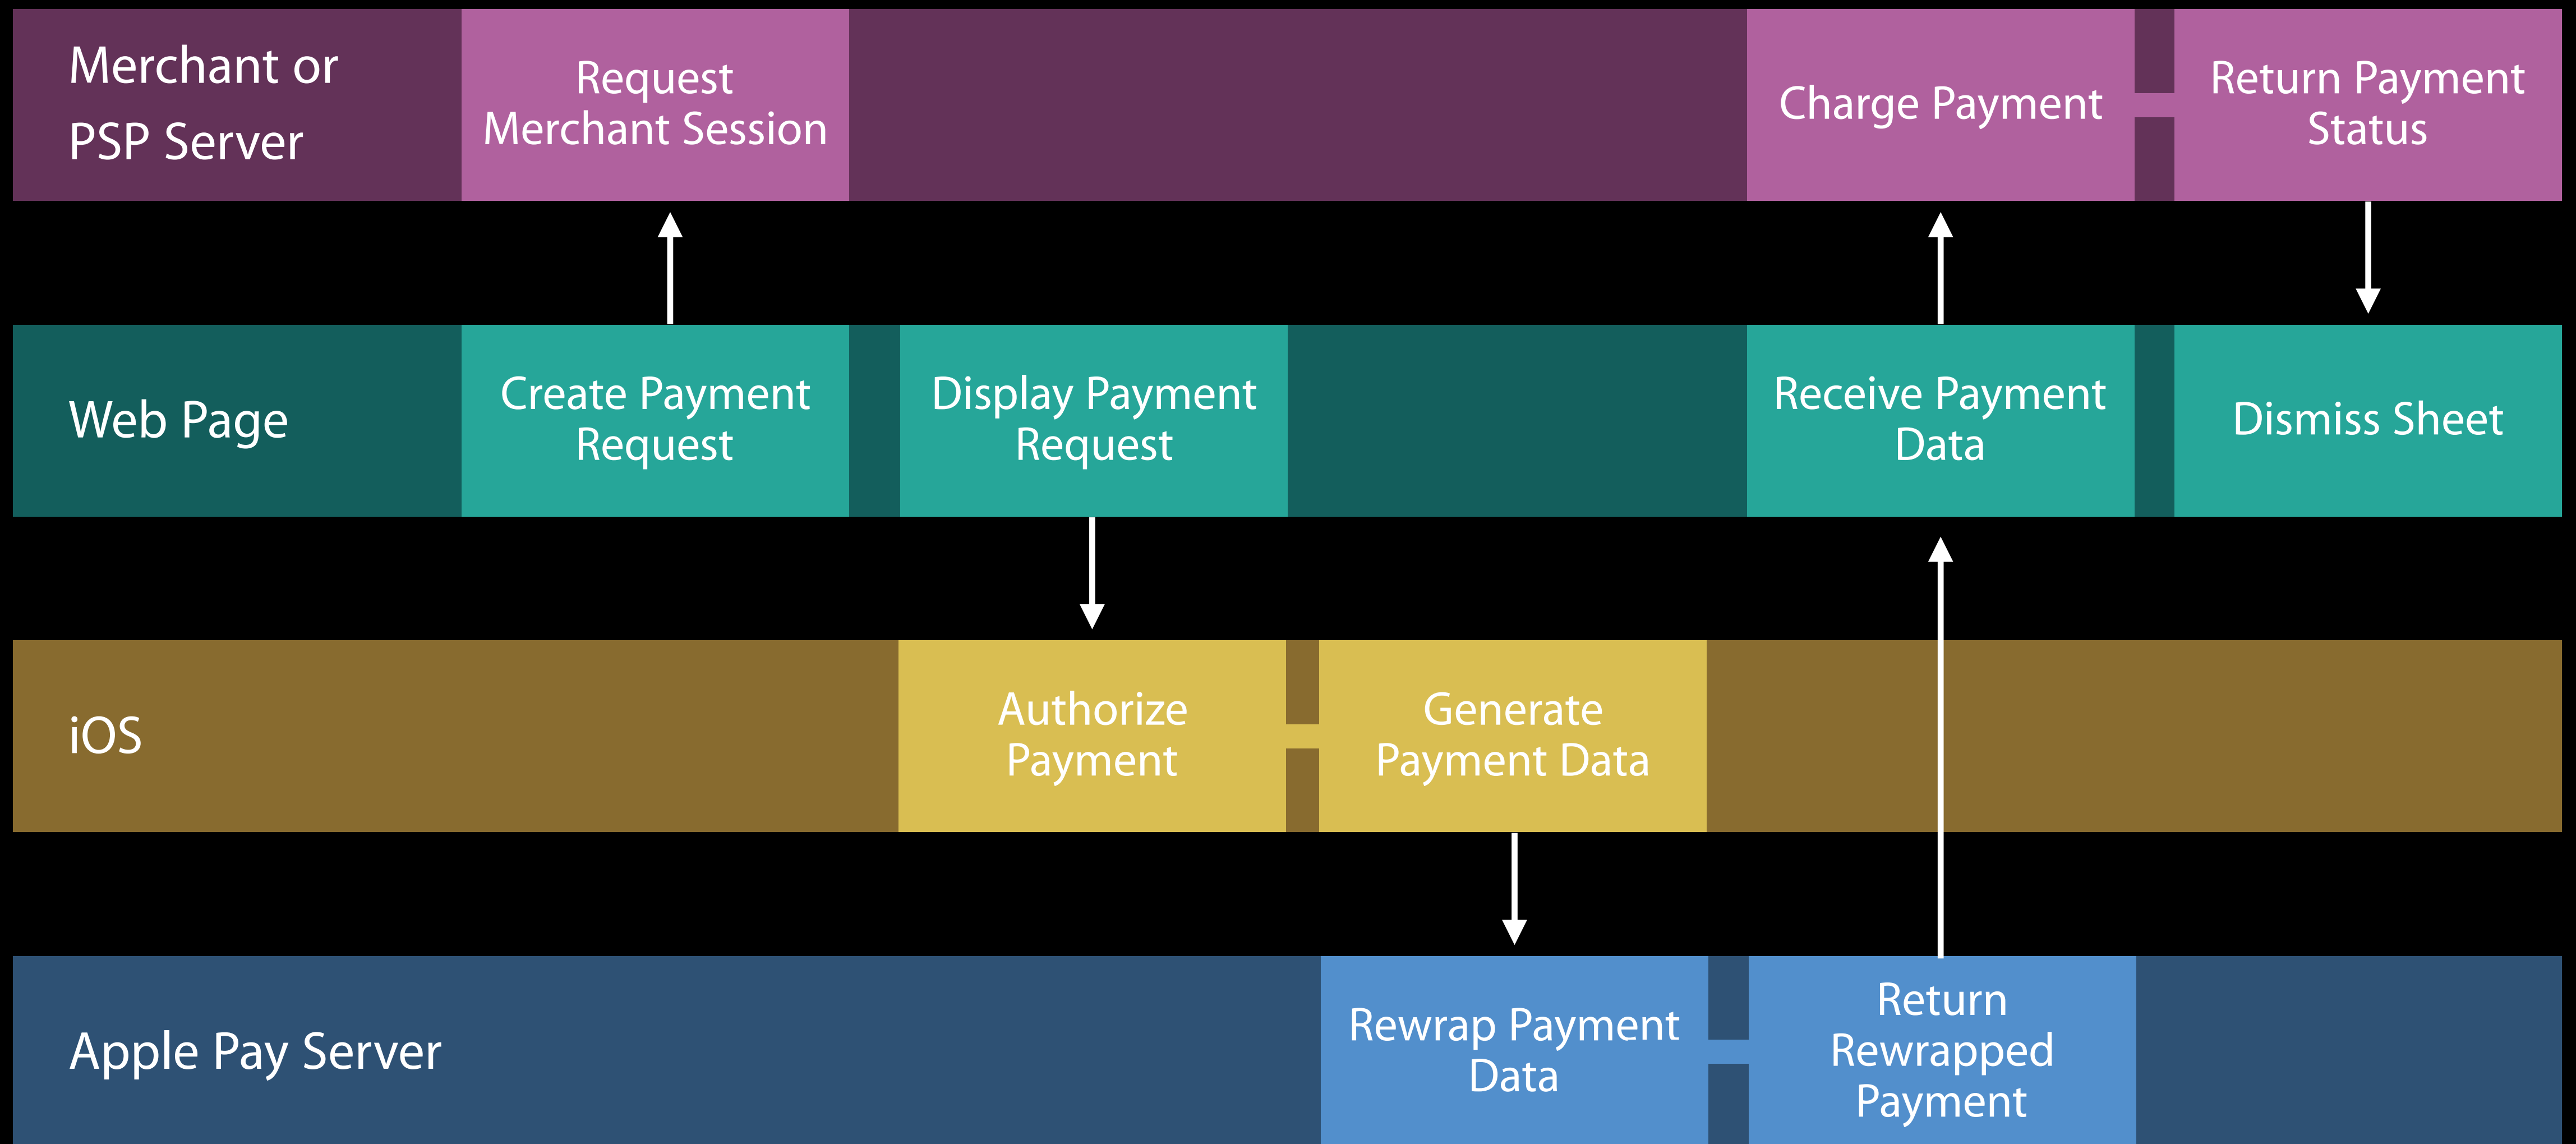 Merchant or
PSP Server
Request
Merchant Session
Charge Payment
Return Payment
Status
Web Page
Create Payment
Request
Display Payment
Request
Receive Payment
Data
Dismiss Sheet
iOS
Authorize
Payment
Generate
Payment Data
Apple Pay Server
Rewrap Payment
Data
Return
Rewrapped
Payment